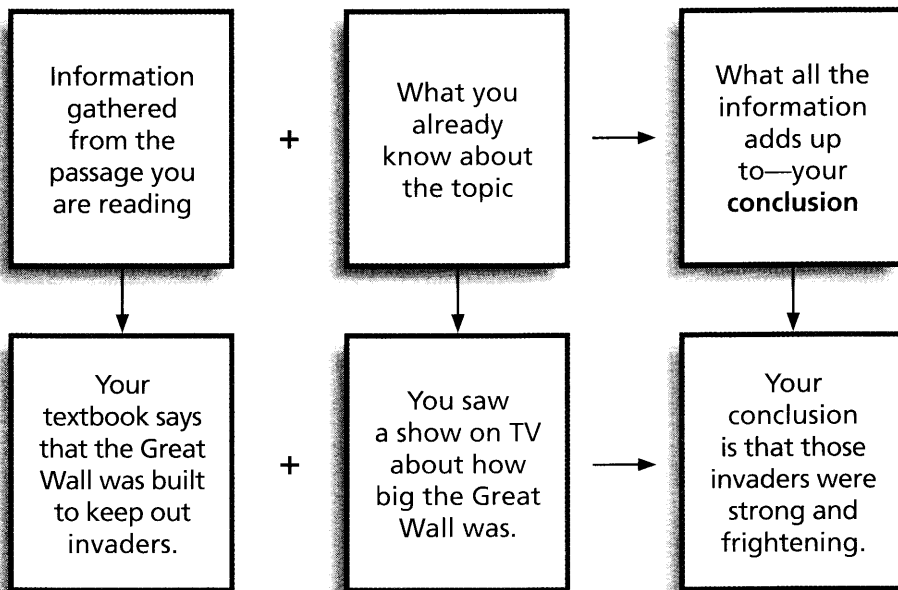 Information
gathered
from the
passage you
are reading
+
What you
already
know about
the topic
What all the
information
adds up
to—your
conclusion
Your
textbook says
that the Great
Wall was built
to keep out
invaders.
+
You saw
a show on TV
about how
big the Great
Wall was.
Your
conclusion
is that those
invaders were
strong and
frightening.